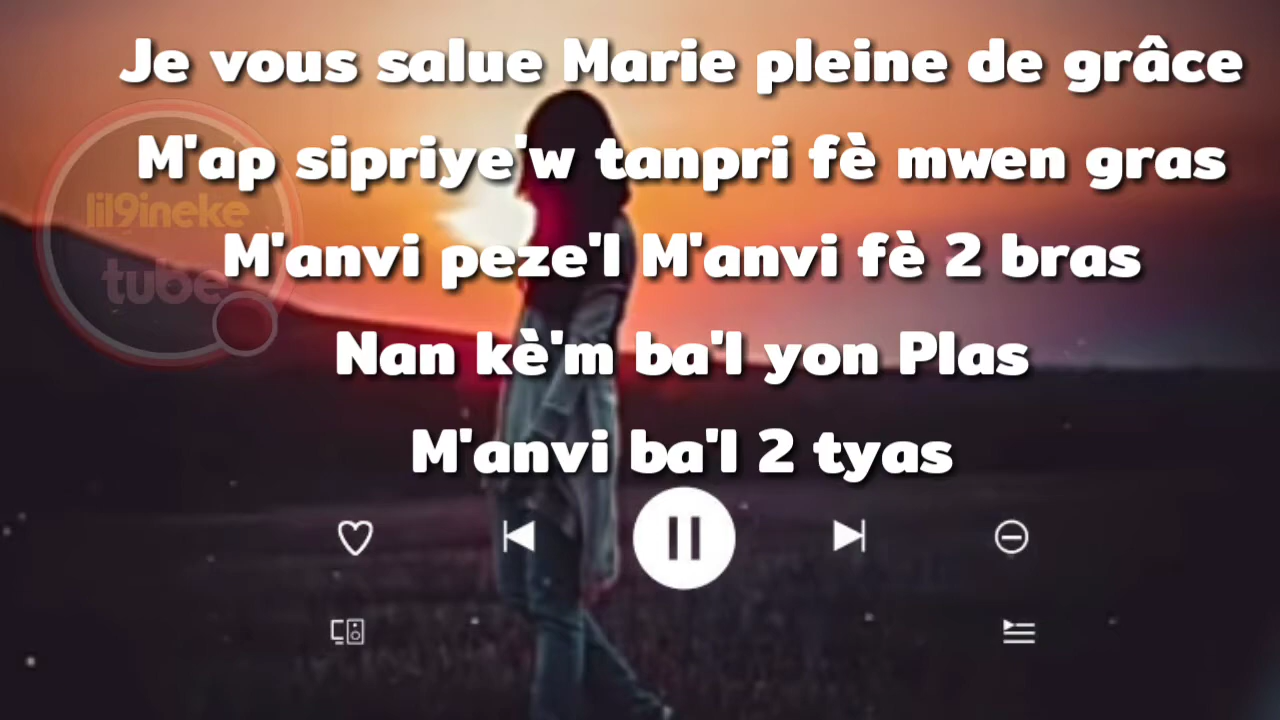 Je vous salue Marie pleine de grâce
M'ap sipriye'w tanpri fè mwen gras
lil9ineke
tube
M'anvi peze'l M'anvi fè 2 bras
Nan kè'm ba'l yon Plas
M'anvi ba'l 2 tyas